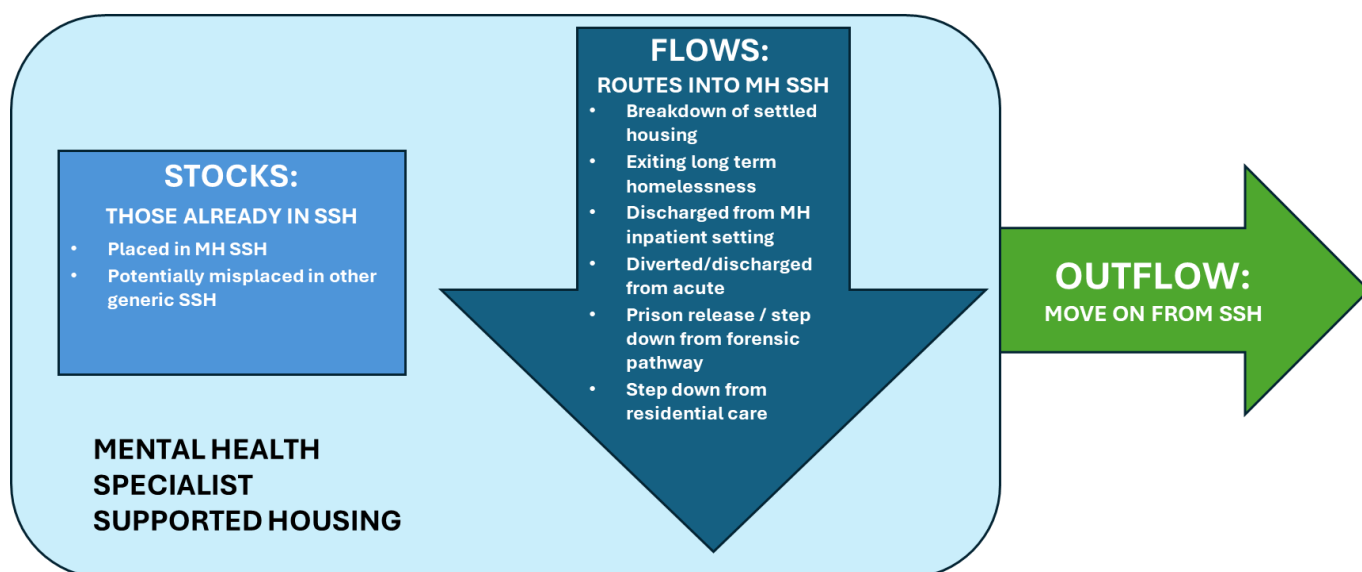 STOCKS:
THOSE ALREADY IN SSH
• Placed in MH SSH
• Potentially misplaced in other
generic SSH
MENTAL HEALTH
SPECIALIST
SUPPORTED HOUSING
FLOWS:
ROUTES INTO MH SSH
• Breakdown of settled
housing
• Exiting long term
homelessness
• Discharged from MH
inpatient setting
• Diverted/discharged
from acute
• Prison release / step
down from forensic
pathway
• Step down from
residential care
OUTFLOW:
MOVE ON FROM SSH